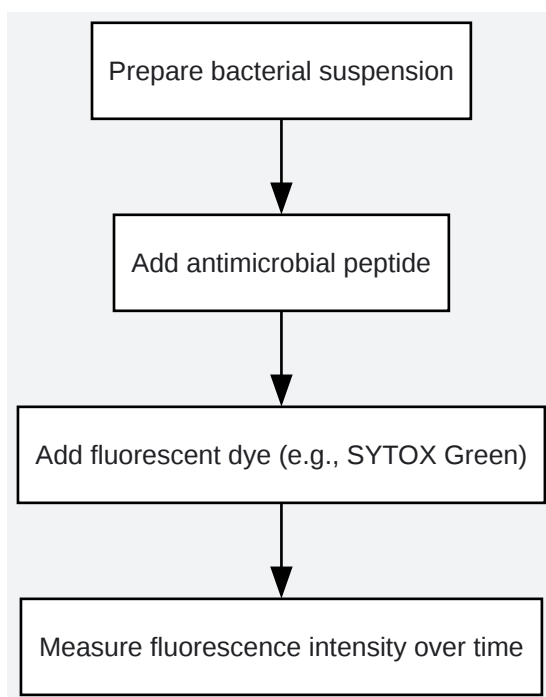 Prepare bacterial suspension
Add antimicrobial peptide
Add fluorescent dye (e.g., SYTOX Green)
Measure fluorescence intensity over time